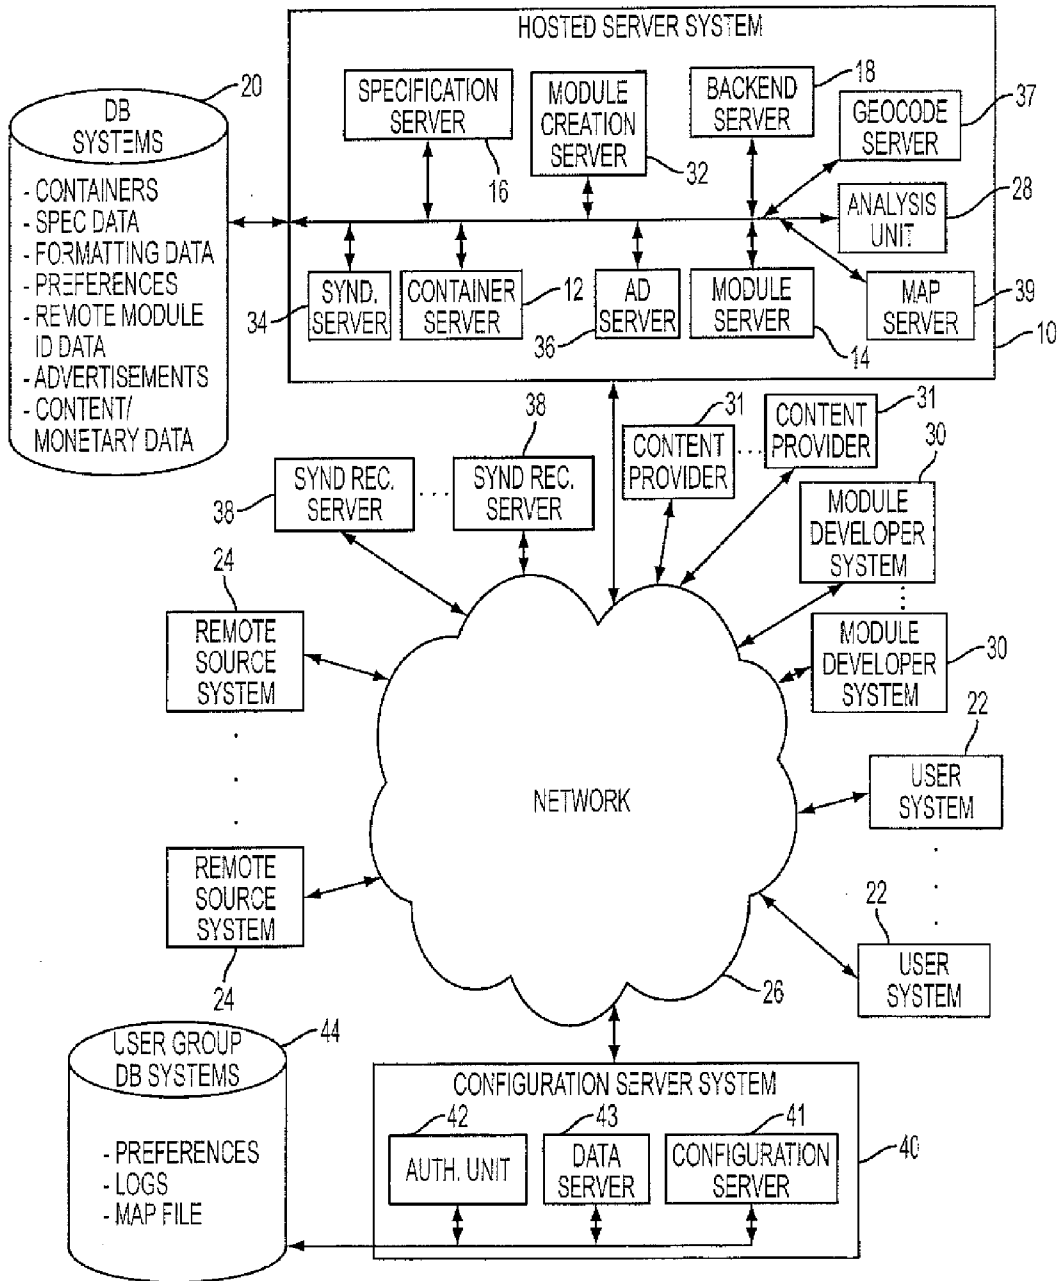 HOSTED SERVER SYSTEM
20
DB
SYSTEMS
- CONTAINERS
- SPEC DATA
- FORMATTING DATA
- PREFERENCES
- REMOTE MODULE
ID DATA
- ADVERTISEMENTS
- CONTENT/
MONETARY DATA
SPECIFICATION
SERVER
16
MODULE
CREATION
SERVER
32
BACKEND
SERVER
18
GEOCODE
SERVER
37
ANALYSIS
UNIT
28
SYND.
SERVER
34
CONTAINER
SERVER
12
AD
SERVER
36
MODULE
SERVER
14
MAP
SERVER
39
10
SYND REC.
SERVER
38
. . . .
SYND REC.
SERVER
38
CONTENT
PROVIDER
31
. . . .
CONTENT
PROVIDER
31
MODULE
DEVELOPER
SYSTEM
30
MODULE
DEVELOPER
SYSTEM
30
24
REMOTE
SOURCE
SYSTEM
REMOTE
SOURCE
SYSTEM
24
NETWORK
26
22
USER
SYSTEM
22
USER
SYSTEM
44
USER GROUP
DB SYSTEMS
- PREFERENCES
- LOGS
- MAP FILE
CONFIGURATION SERVER SYSTEM
42
AUTH. UNIT
43
DATA
SERVER
41
CONFIGURATION
SERVER
40